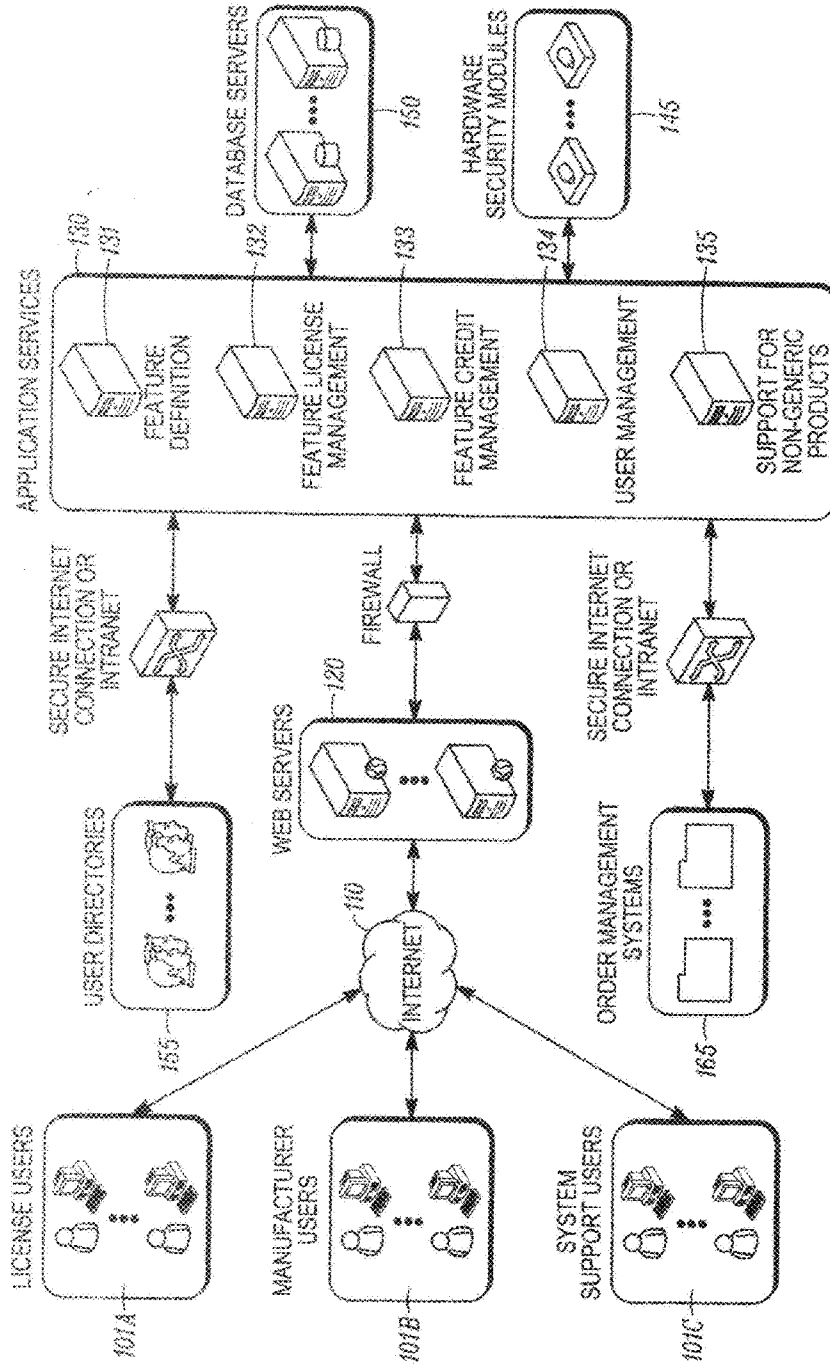 LICENSE USERS
101A
MANUFACTURER
USERS
101B
SYSTEM
SUPPORT USERS
101C
USER DIRECTORIES
155
INTERNET
110
ORDER MANAGEMENT
SYSTEMS
165
SECURE INTERNET
CONNECTION OR
INTRANET
WEB SERVERS
120
FIREWALL
SECURE INTERNET
CONNECTION OR
INTRANET
APPLICATION SERVICES
130
131
FEATURE
DEFINITION
132
FEATURE LICENSE
MANAGEMENT
133
FEATURE CREDIT
MANAGEMENT
134
USER MANAGEMENT
135
SUPPORT FOR
NON-GENERIC
PRODUCTS
DATABASE SERVERS
150
HARDWARE
SECURITY MODULES
145